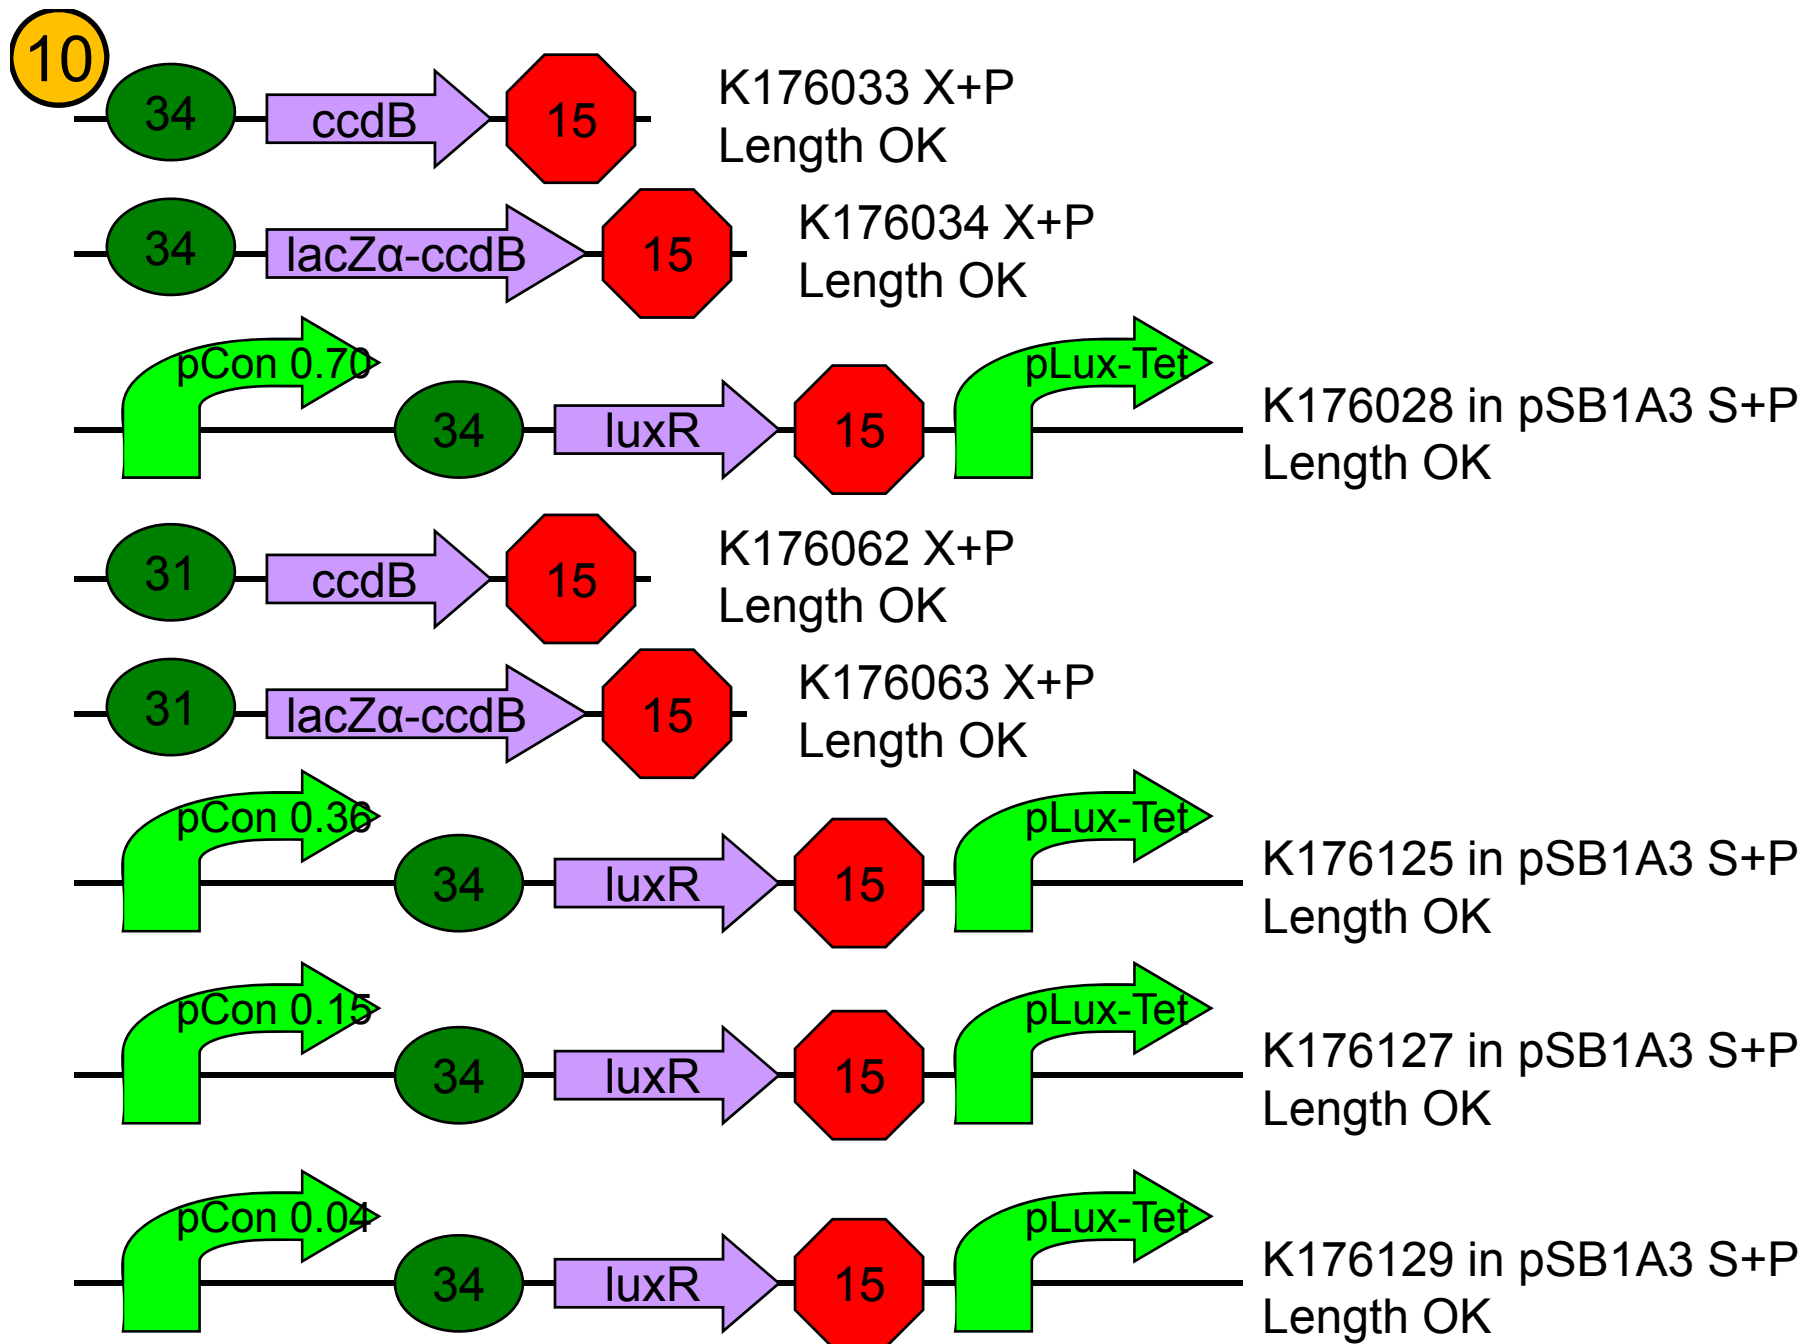 10
34 ccdB 15 K176033 X+P
Length OK
34 lacZα-ccdB 15 K176034 X+P
Length OK
pCon 0.70 pLux-Tet
34 luxR 15 K176028 in pSB1A3 S+P
Length OK
31 ccdB 15 K176062 X+P
Length OK
31 lacZα-ccdB 15 K176063 X+P
Length OK
pCon 0.36 pLux-Tet
34 luxR 15 K176125 in pSB1A3 S+P
Length OK
pCon 0.15 pLux-Tet
34 luxR 15 K176127 in pSB1A3 S+P
Length OK
pCon 0.04 pLux-Tet
34 luxR 15 K176129 in pSB1A3 S+P
Length OK